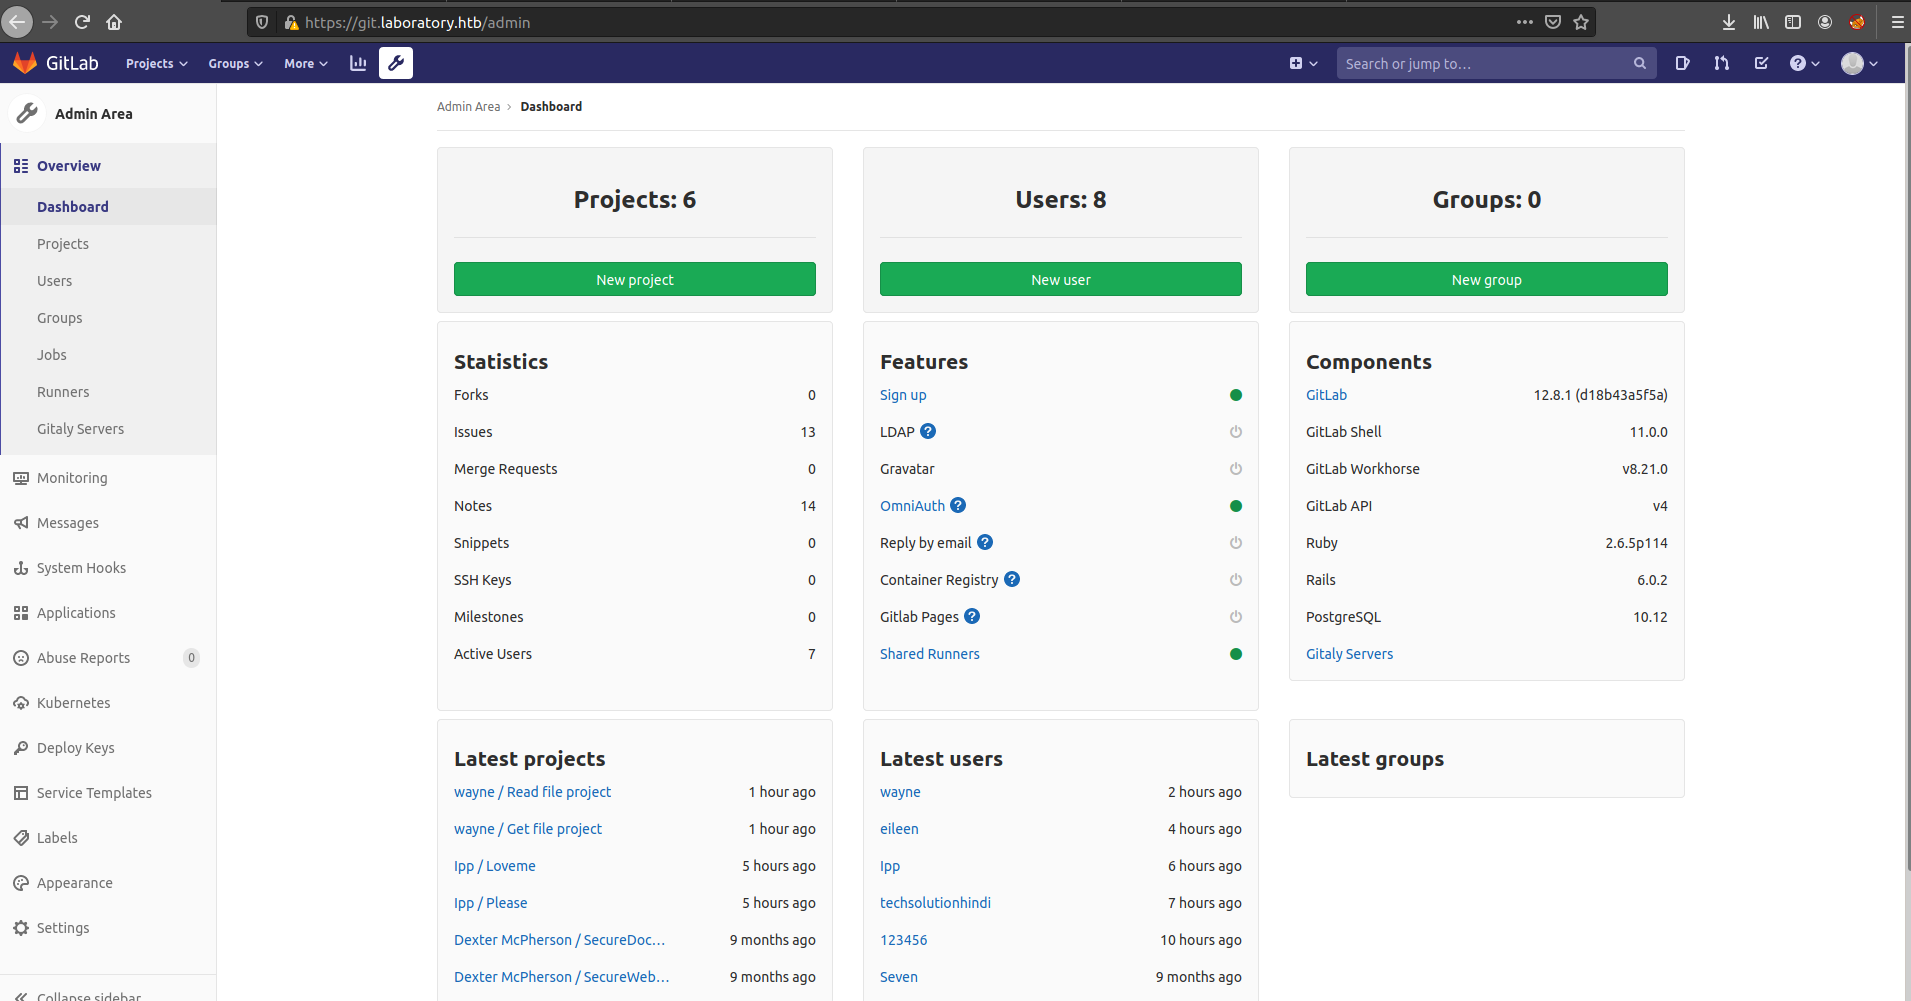 https://git.laboratory.htb/admin
GitLab Projects Groups More Search or jump to…
Admin Area
Overview
Dashboard
Projects
Users
Groups
Jobs
Runners
Gitaly Servers
Monitoring
Messages
System Hooks
Applications
Abuse Reports 0
Kubernetes
Deploy Keys
Service Templates
Labels
Appearance
Settings
Collapse sidebar
Admin Area › Dashboard
Projects: 6
New project
Users: 8
New user
Groups: 0
New group
Statistics
Forks 0
Issues 13
Merge Requests 0
Notes 14
Snippets 0
SSH Keys 0
Milestones 0
Active Users 7
Features
Sign up
LDAP ?
Gravatar
OmniAuth ?
Reply by email ?
Container Registry ?
Gitlab Pages ?
Shared Runners
Components
GitLab 12.8.1 (d18b43a5f5a)
GitLab Shell 11.0.0
GitLab Workhorse v8.21.0
GitLab API v4
Ruby 2.6.5p114
Rails 6.0.2
PostgreSQL 10.12
Gitaly Servers
Latest projects
wayne / Read file project 1 hour ago
wayne / Get file project 1 hour ago
Ipp / Loveme 5 hours ago
Ipp / Please 5 hours ago
Dexter McPherson / SecureDoc… 9 months ago
Dexter McPherson / SecureWeb… 9 months ago
Latest users
wayne 2 hours ago
eileen 4 hours ago
Ipp 6 hours ago
techsolutionhindi 7 hours ago
123456 10 hours ago
Seven 9 months ago
Latest groups